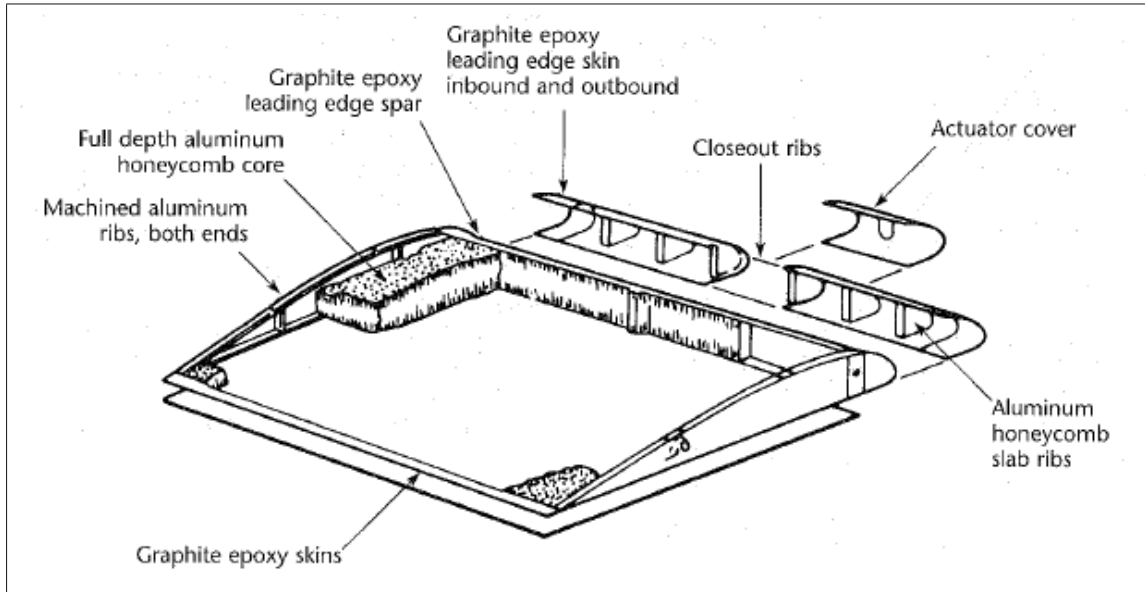 Graphite epoxy
leading edge skin
inbound and outbound
Graphite epoxy
leading edge spar
Actuator cover
Full depth aluminum
honeycomb core
Closeout ribs
Machined aluminum
ribs, both ends
Aluminum
honeycomb
slab ribs
Graphite epoxy skins